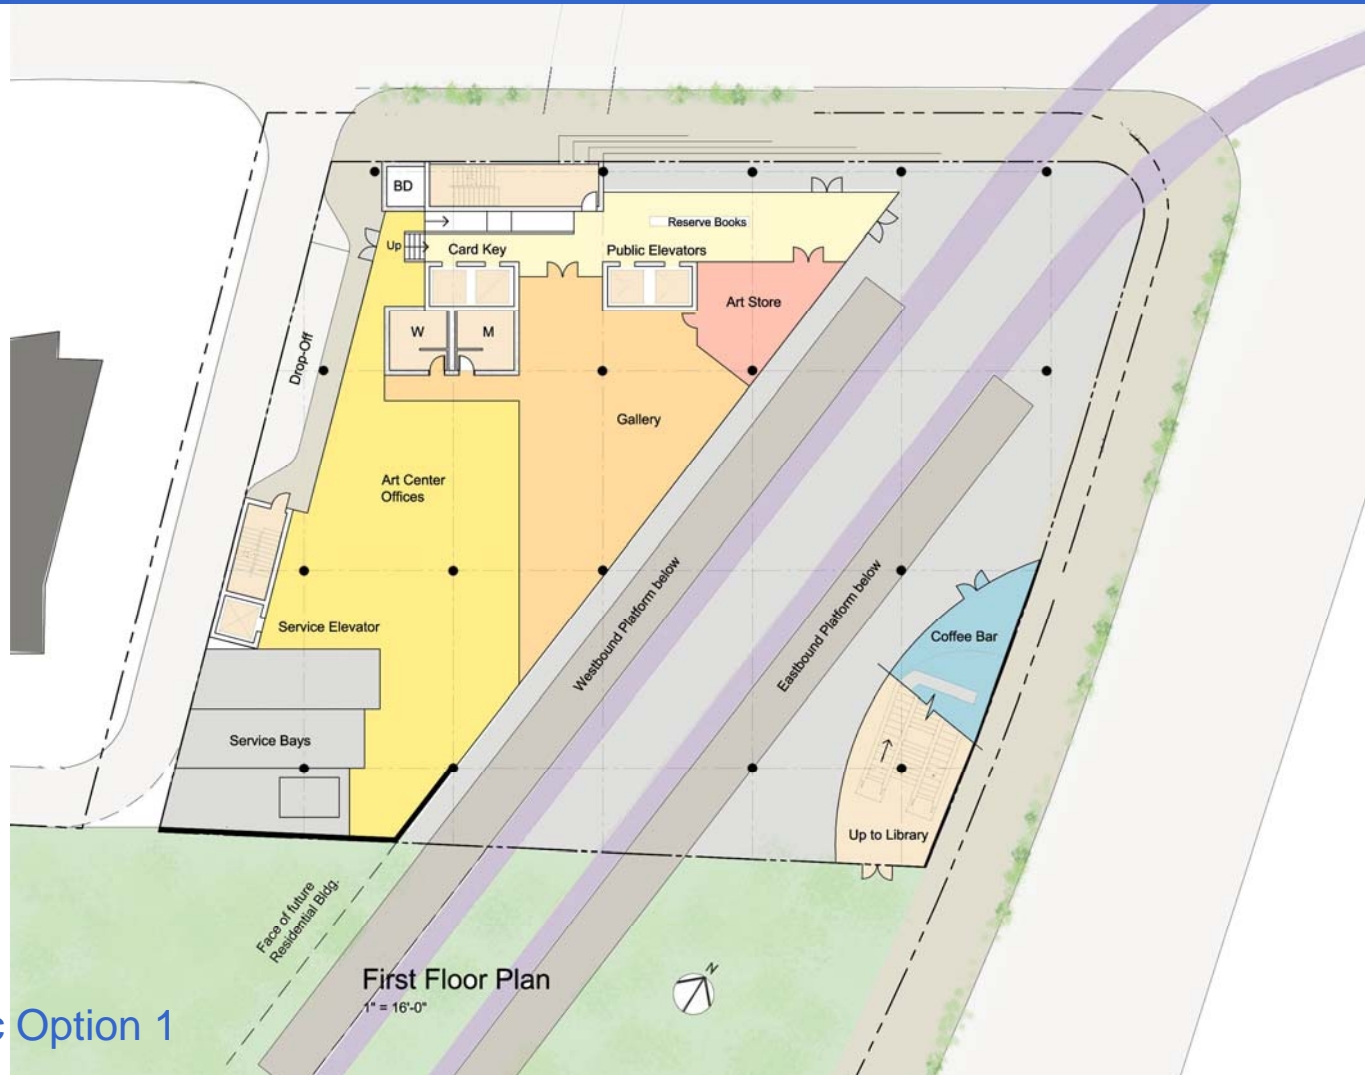 BD
Reserve Books
Up
Card Key
Public Elevators
Art Store
W
M
Drop-Off
Gallery
Art Center
Offices
Westbound Platform below
Eastbound Platform below
Service Elevator
Coffee Bar
Service Bays
Up to Library
Face of future
Residential Bldg.
First Floor Plan
1" = 16'-0"
N
Option 1